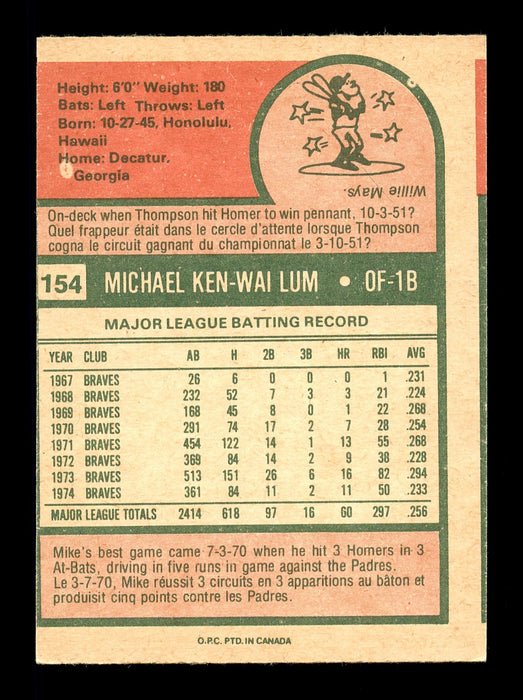 Height: 6'0" Weight: 180
Bats: Left Throws: Left
Born: 10-27-45, Honolulu,
Hawaii
Home: Decatur,
Georgia
Willie Mays.
On-deck when Thompson hit Homer to win pennant, 10-3-51?
Quel frappeur était dans le cercle d'attente lorsque Thompson
cogna le circuit gagnant du championnat le 3-10-51?
154 MICHAEL KEN-WAI LUM • OF-1B
MAJOR LEAGUE BATTING RECORD
YEAR CLUB AB H 2B 3B HR RBI AVG
1967 BRAVES 26 6 0 0 0 1 .231
1968 BRAVES 232 52 7 3 3 21 .224
1969 BRAVES 168 45 8 0 1 22 .268
1970 BRAVES 291 74 17 2 7 28 .254
1971 BRAVES 454 122 14 1 13 55 .268
1972 BRAVES 369 84 14 2 9 38 .228
1973 BRAVES 513 151 26 6 16 82 .294
1974 BRAVES 361 84 11 2 11 50 .233
MAJOR LEAGUE TOTALS 2414 618 97 16 60 297 .256
Mike's best game came 7-3-70 when he hit 3 Homers in 3
At-Bats, driving in five runs in game against the Padres.
Le 3-7-70, Mike réussit 3 circuits en 3 apparitions au bâton et
produisit cinq points contre les Padres.
O.P.C. PTD. IN CANADA